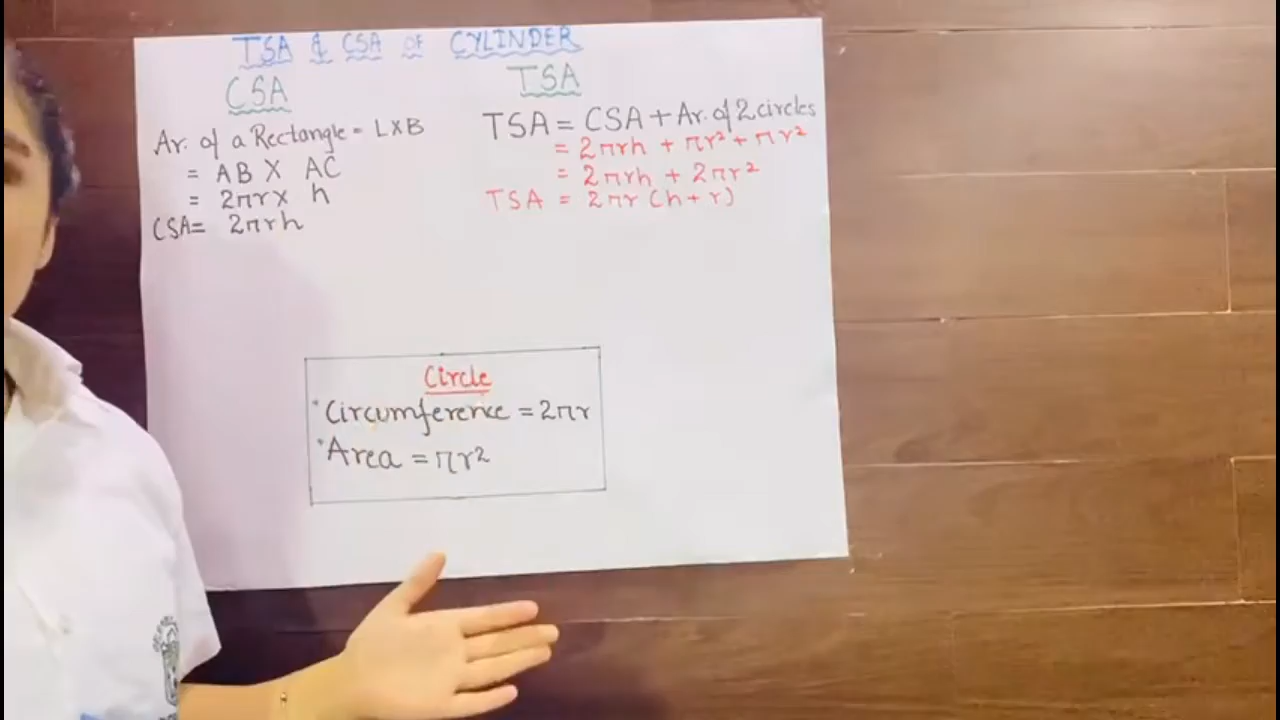 TSA & CSA OF CYLINDER
CSA
Ar. of a Rectangle = L X B
= AB X AC
= 2πr x h
CSA= 2πrh
TSA
TSA = CSA + Ar. of 2 circles
= 2πrh + πr² + πr²
= 2πrh + 2πr²
TSA = 2πr (h+r)
Circle
* Circumference = 2πr
* Area = πr²